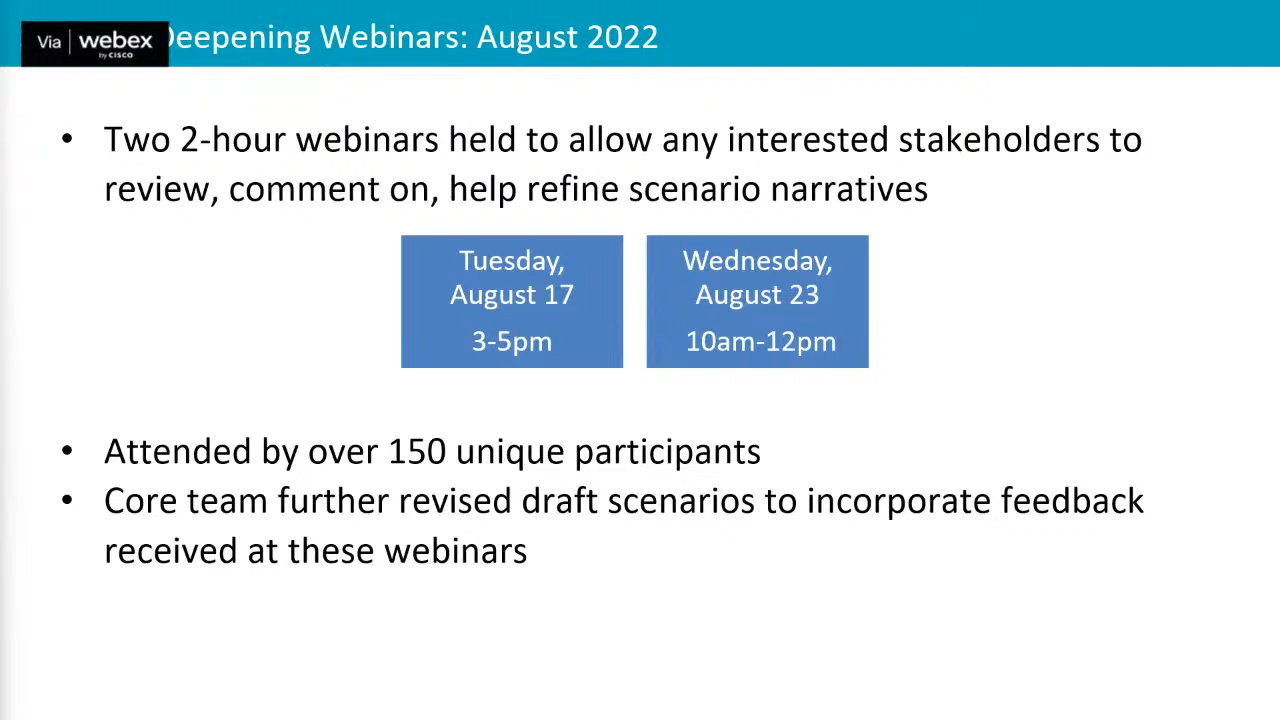 Via webex
by CISCO
Deepening Webinars: August 2022
• Two 2-hour webinars held to allow any interested stakeholders to
review, comment on, help refine scenario narratives
Tuesday,
August 17
3-5pm
Wednesday,
August 23
10am-12pm
• Attended by over 150 unique participants
• Core team further revised draft scenarios to incorporate feedback
received at these webinars